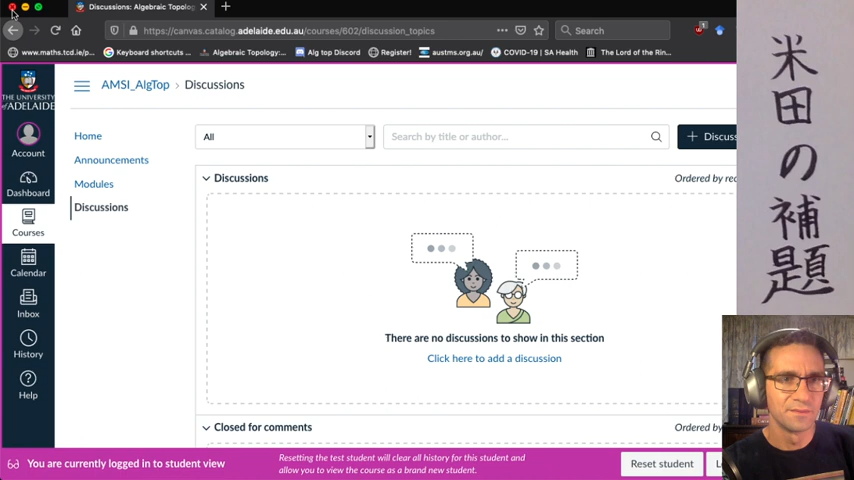 Discussions: Algebraic Topolog
https://canvas.catalog.adelaide.edu.au/courses/602/discussion_topics
Search
1
www.maths.tcd.ie/p...
Keyboard shortcuts ...
Algebraic Topology:...
Alg top Discord
Register!
austms.org.au/
COVID-19 | SA Health
The Lord of the Rin...
THE UNIVERSITY
of ADELAIDE
Account
Dashboard
Courses
Calendar
Inbox
History
Help
AMSI_AlgTop > Discussions
Home
Announcements
Modules
Discussions
All
Search by title or author...
+ Discuss
Discussions
Ordered by rec
There are no discussions to show in this section
Click here to add a discussion
Closed for comments
Ordered by
You are currently logged in to student view
Resetting the test student will clear all history for this student and
allow you to view the course as a brand new student.
Reset student
米田の補題